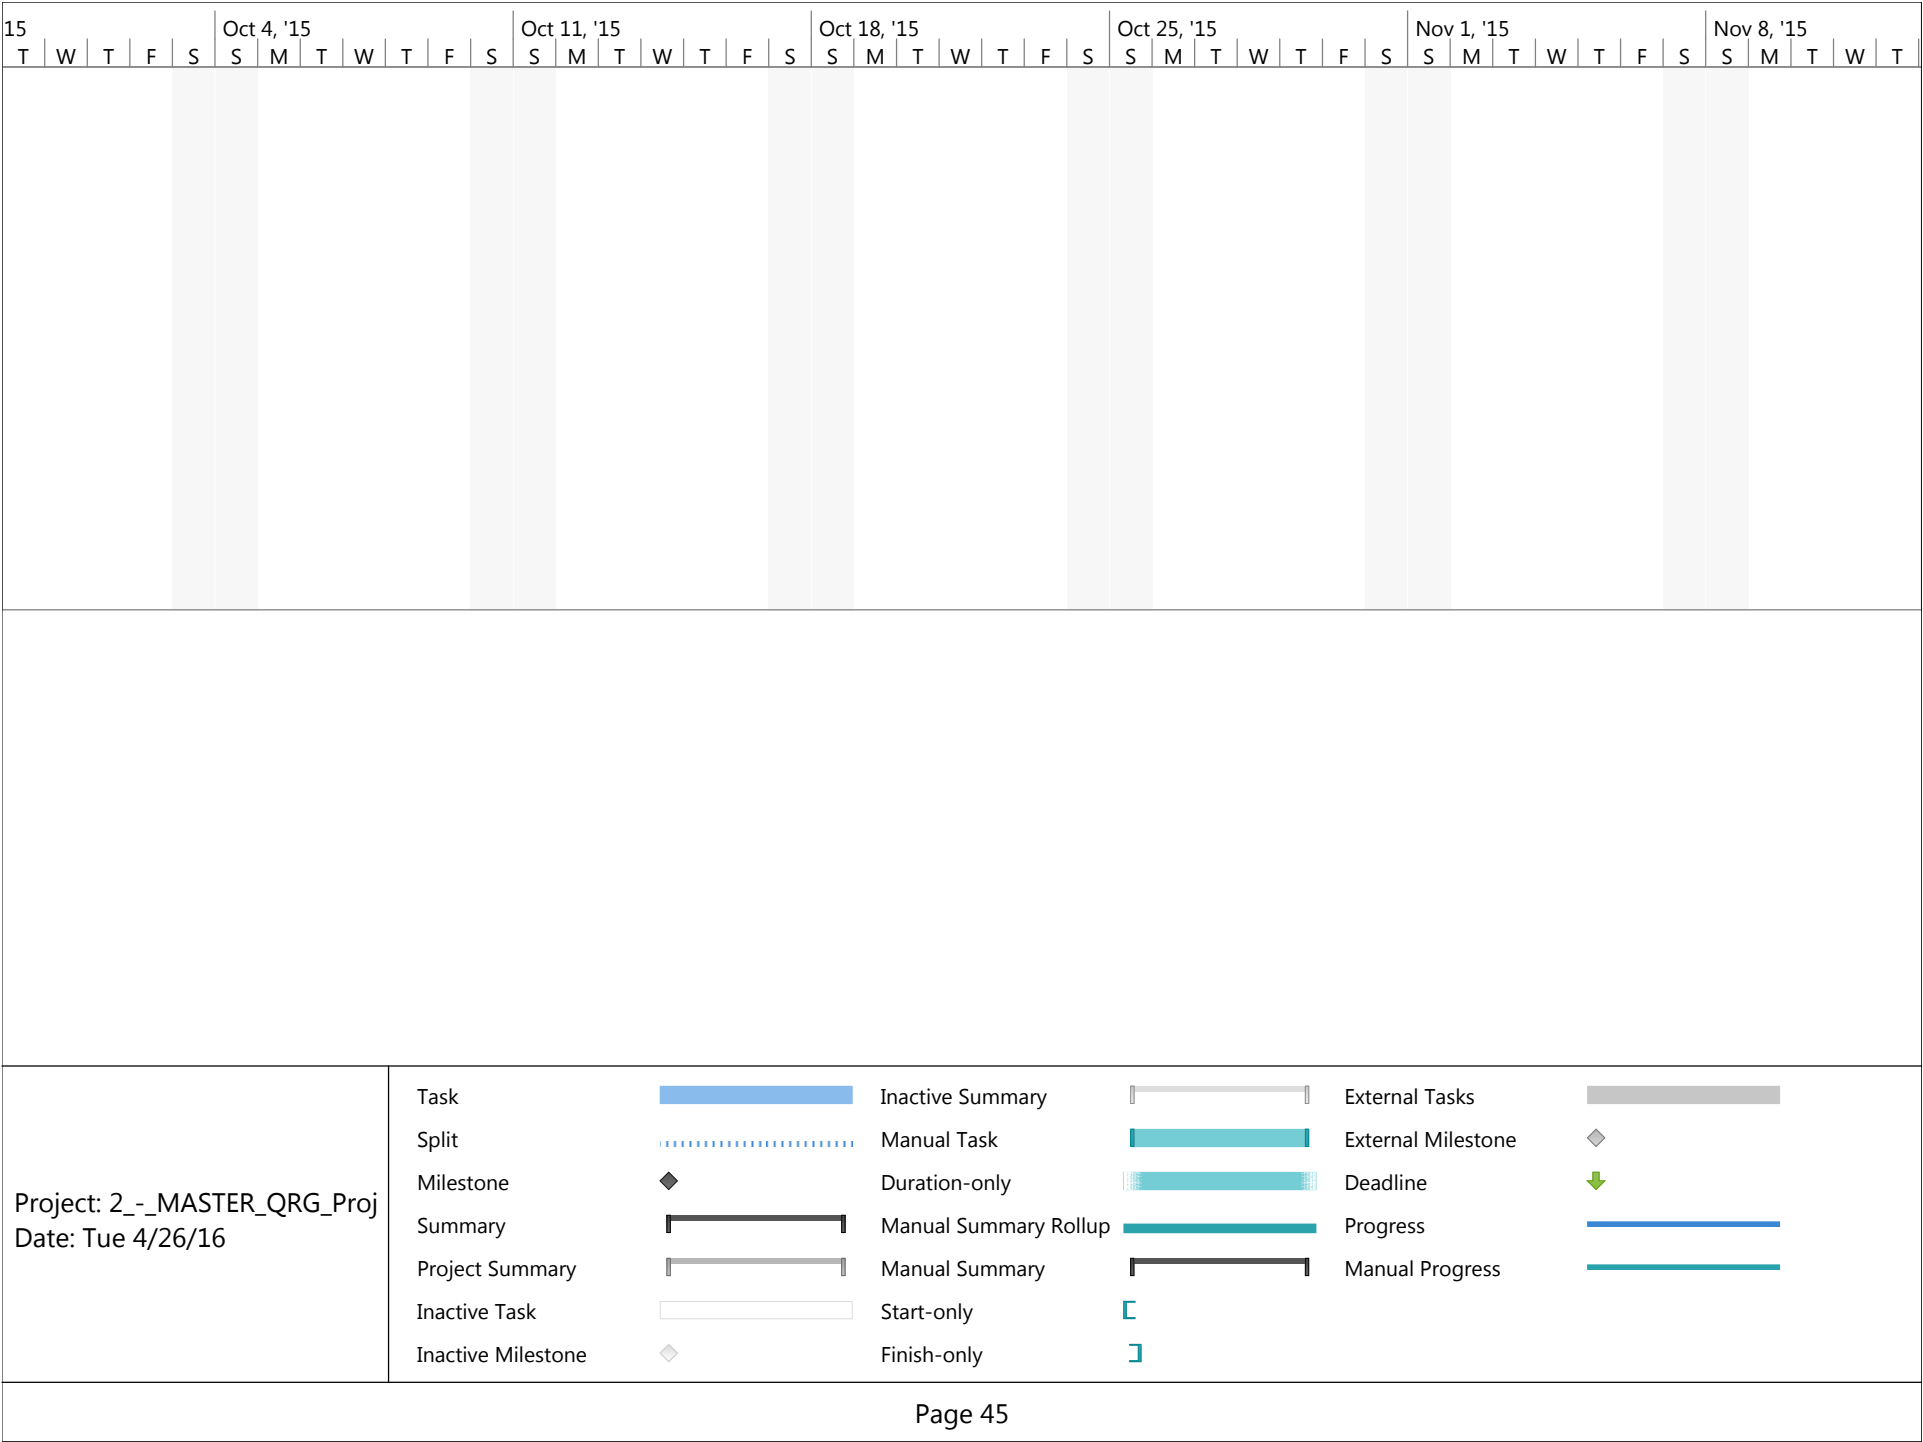 15 Oct 4, '15 Oct 11, '15 Oct 18, '15 Oct 25, '15 Nov 1, '15 Nov 8, '15
T W T F S S M T W T F S S M T W T F S S M T W T F S S M T W T F S S M T W T F S S M T W T
Task Inactive Summary External Tasks
Split Manual Task External Milestone
Milestone Duration-only Deadline
Summary Manual Summary Rollup Progress
Project Summary Manual Summary Manual Progress
Inactive Task Start-only
Inactive Milestone Finish-only
Project: 2_-_MASTER_QRG_Proj
Date: Tue 4/26/16
Page 45